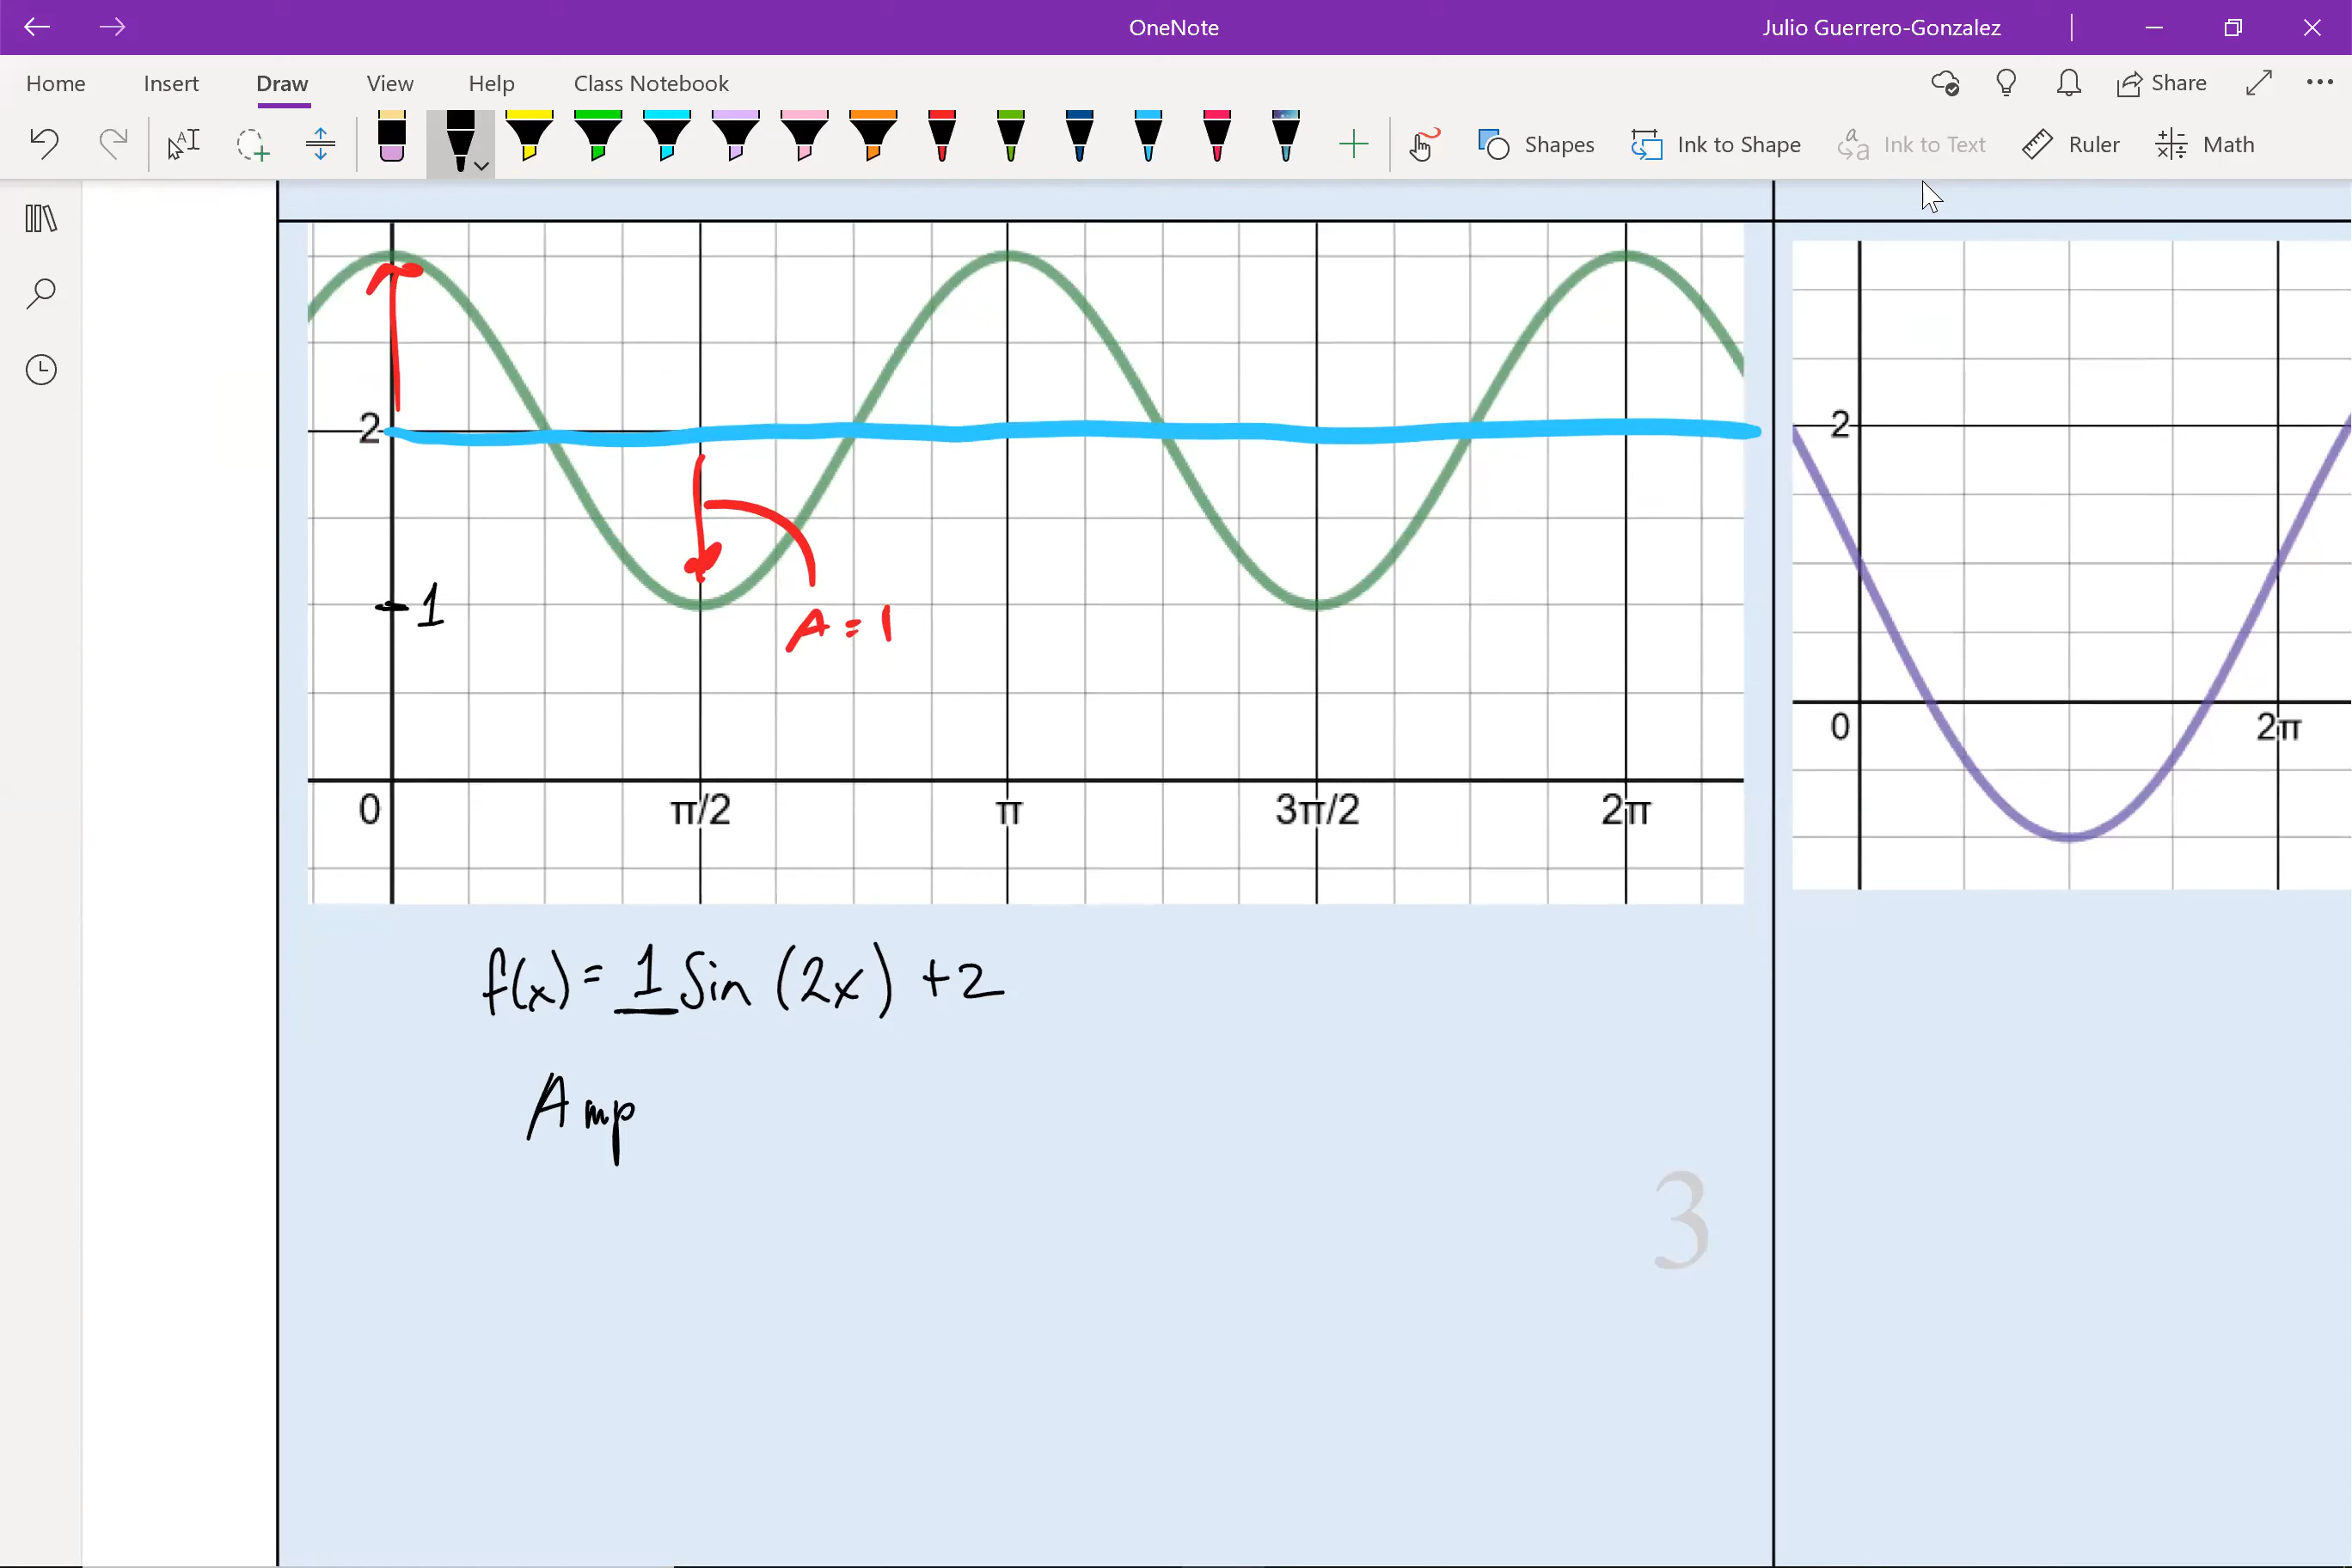 OneNote
Julio Guerrero-Gonzalez
Home Insert Draw View Help Class Notebook
Share
Shapes Ink to Shape Ink to Text Ruler Math
2
1
A = 1
0 π/2 π 3π/2 2π
2
0 2π
f(x) = 1 Sin (2x) + 2
Amp
3